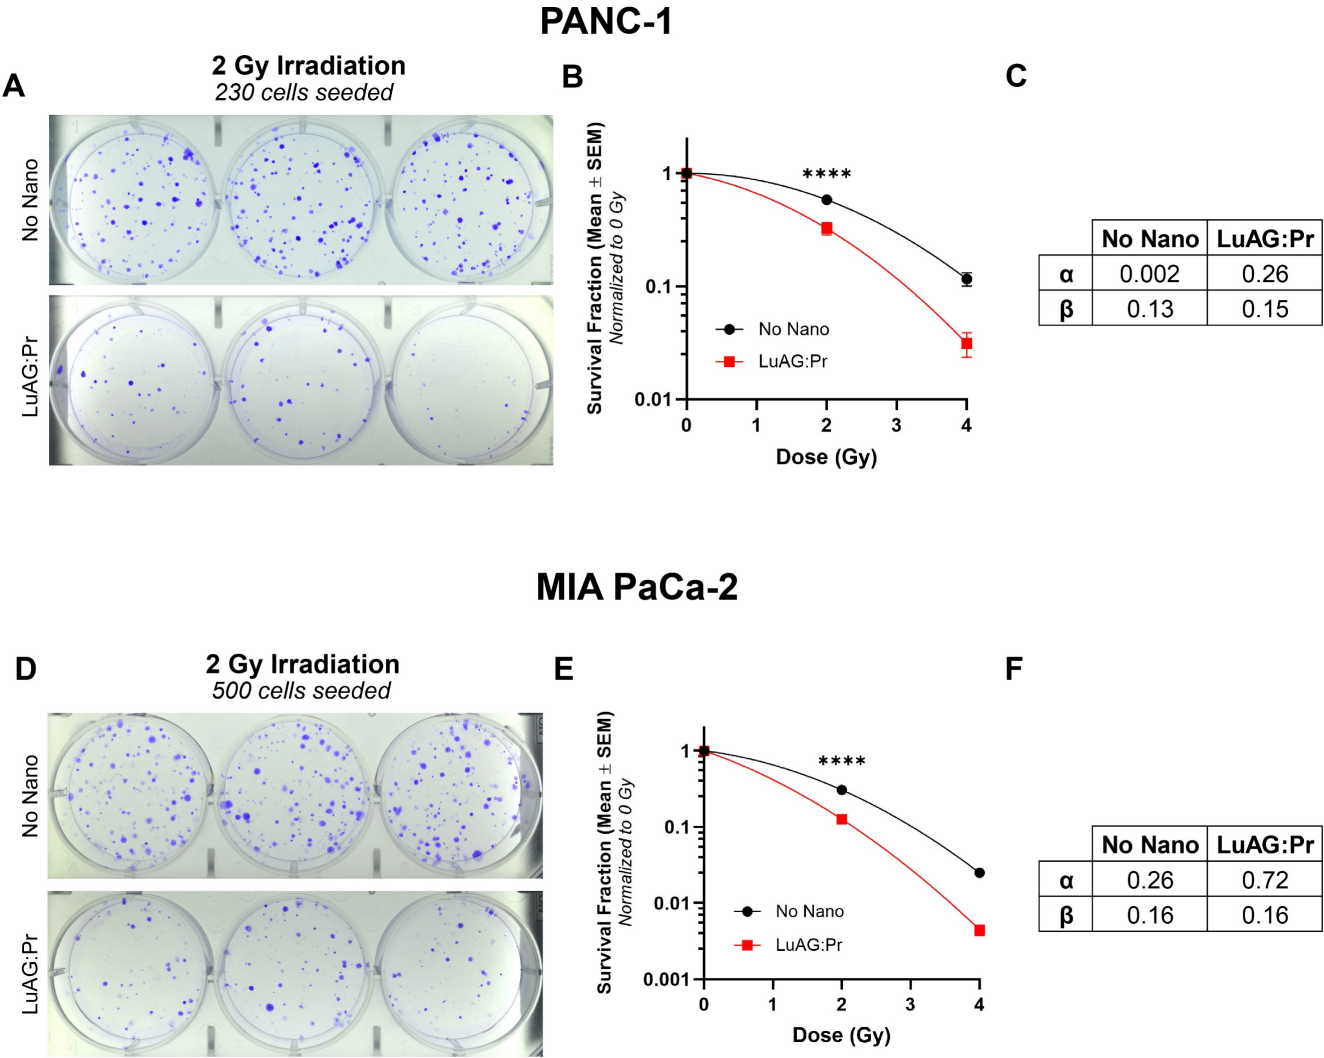 PANC-1
A
2 Gy Irradiation
230 cells seeded
No Nano
LuAG:Pr
B
Survival Fraction (Mean ± SEM)
Normalized to 0 Gy
1
0.1
0.01
****
No Nano
LuAG:Pr
0 1 2 3 4
Dose (Gy)
C
No Nano LuAG:Pr
α 0.002 0.26
β 0.13 0.15
MIA PaCa-2
D
2 Gy Irradiation
500 cells seeded
No Nano
LuAG:Pr
E
Survival Fraction (Mean ± SEM)
Normalized to 0 Gy
1
0.1
0.01
0.001
****
No Nano
LuAG:Pr
0 1 2 3 4
Dose (Gy)
F
No Nano LuAG:Pr
α 0.26 0.72
β 0.16 0.16